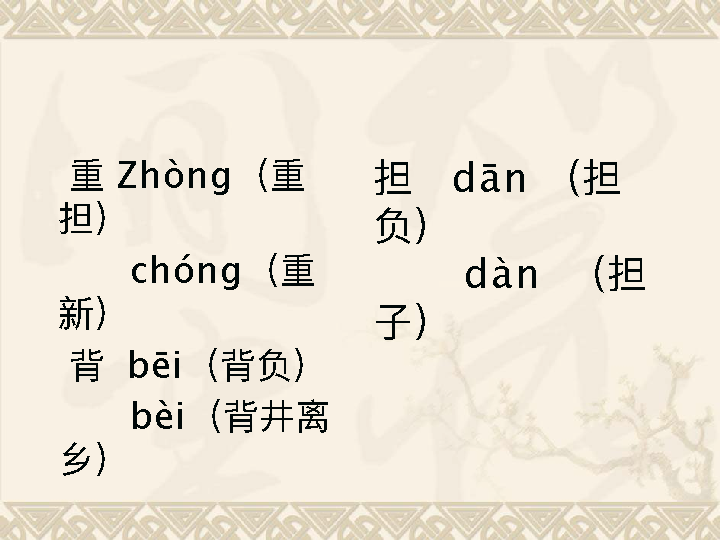 重 Zhòng（重
担）
chóng（重
新）
背 bēi（背负）
bèi（背井离
乡）
担 dān （担
负）
dàn （担
子）